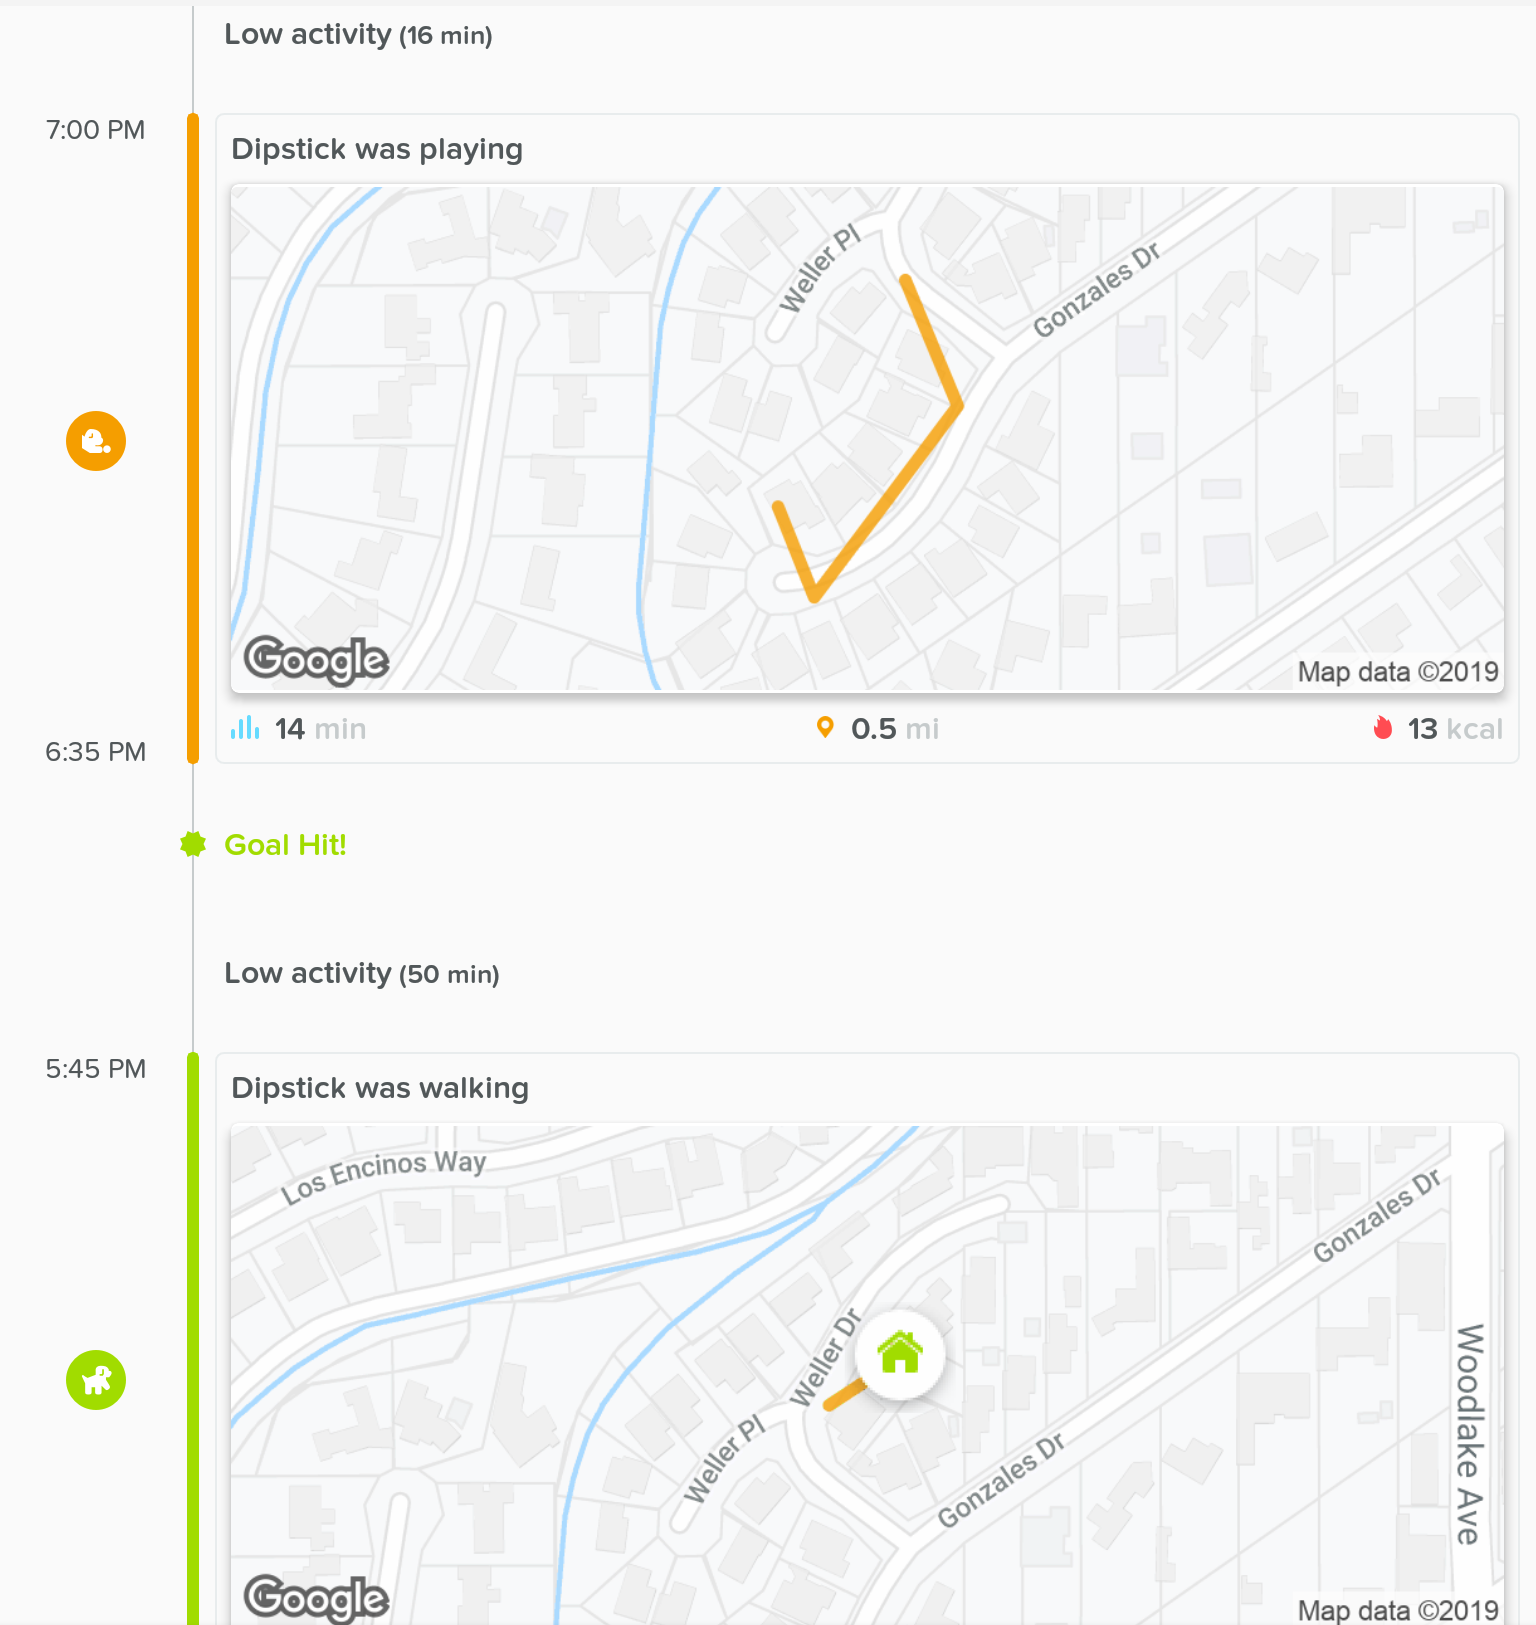 Low activity (16 min)
7:00 PM
Dipstick was playing
Weller Pl
Gonzales Dr
Google
Map data ©2019
14 min
0.5 mi
13 kcal
6:35 PM
Goal Hit!
Low activity (50 min)
5:45 PM
Dipstick was walking
Los Encinos Way
Gonzales Dr
Weller Dr
Woodlake Ave
Weller Pl
Gonzales Dr
Google
Map data ©2019